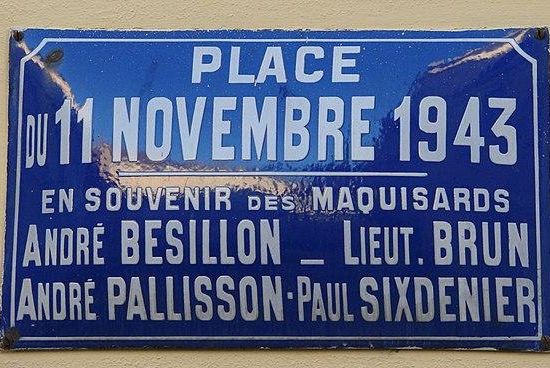 PLACE
DU 11 NOVEMBRE 1943
EN SOUVENIR DES MAQUISARDS
ANDRÉ BESILLON _ LIEUT. BRUN
ANDRÉ PALLISSON · PAUL SIXDENIER